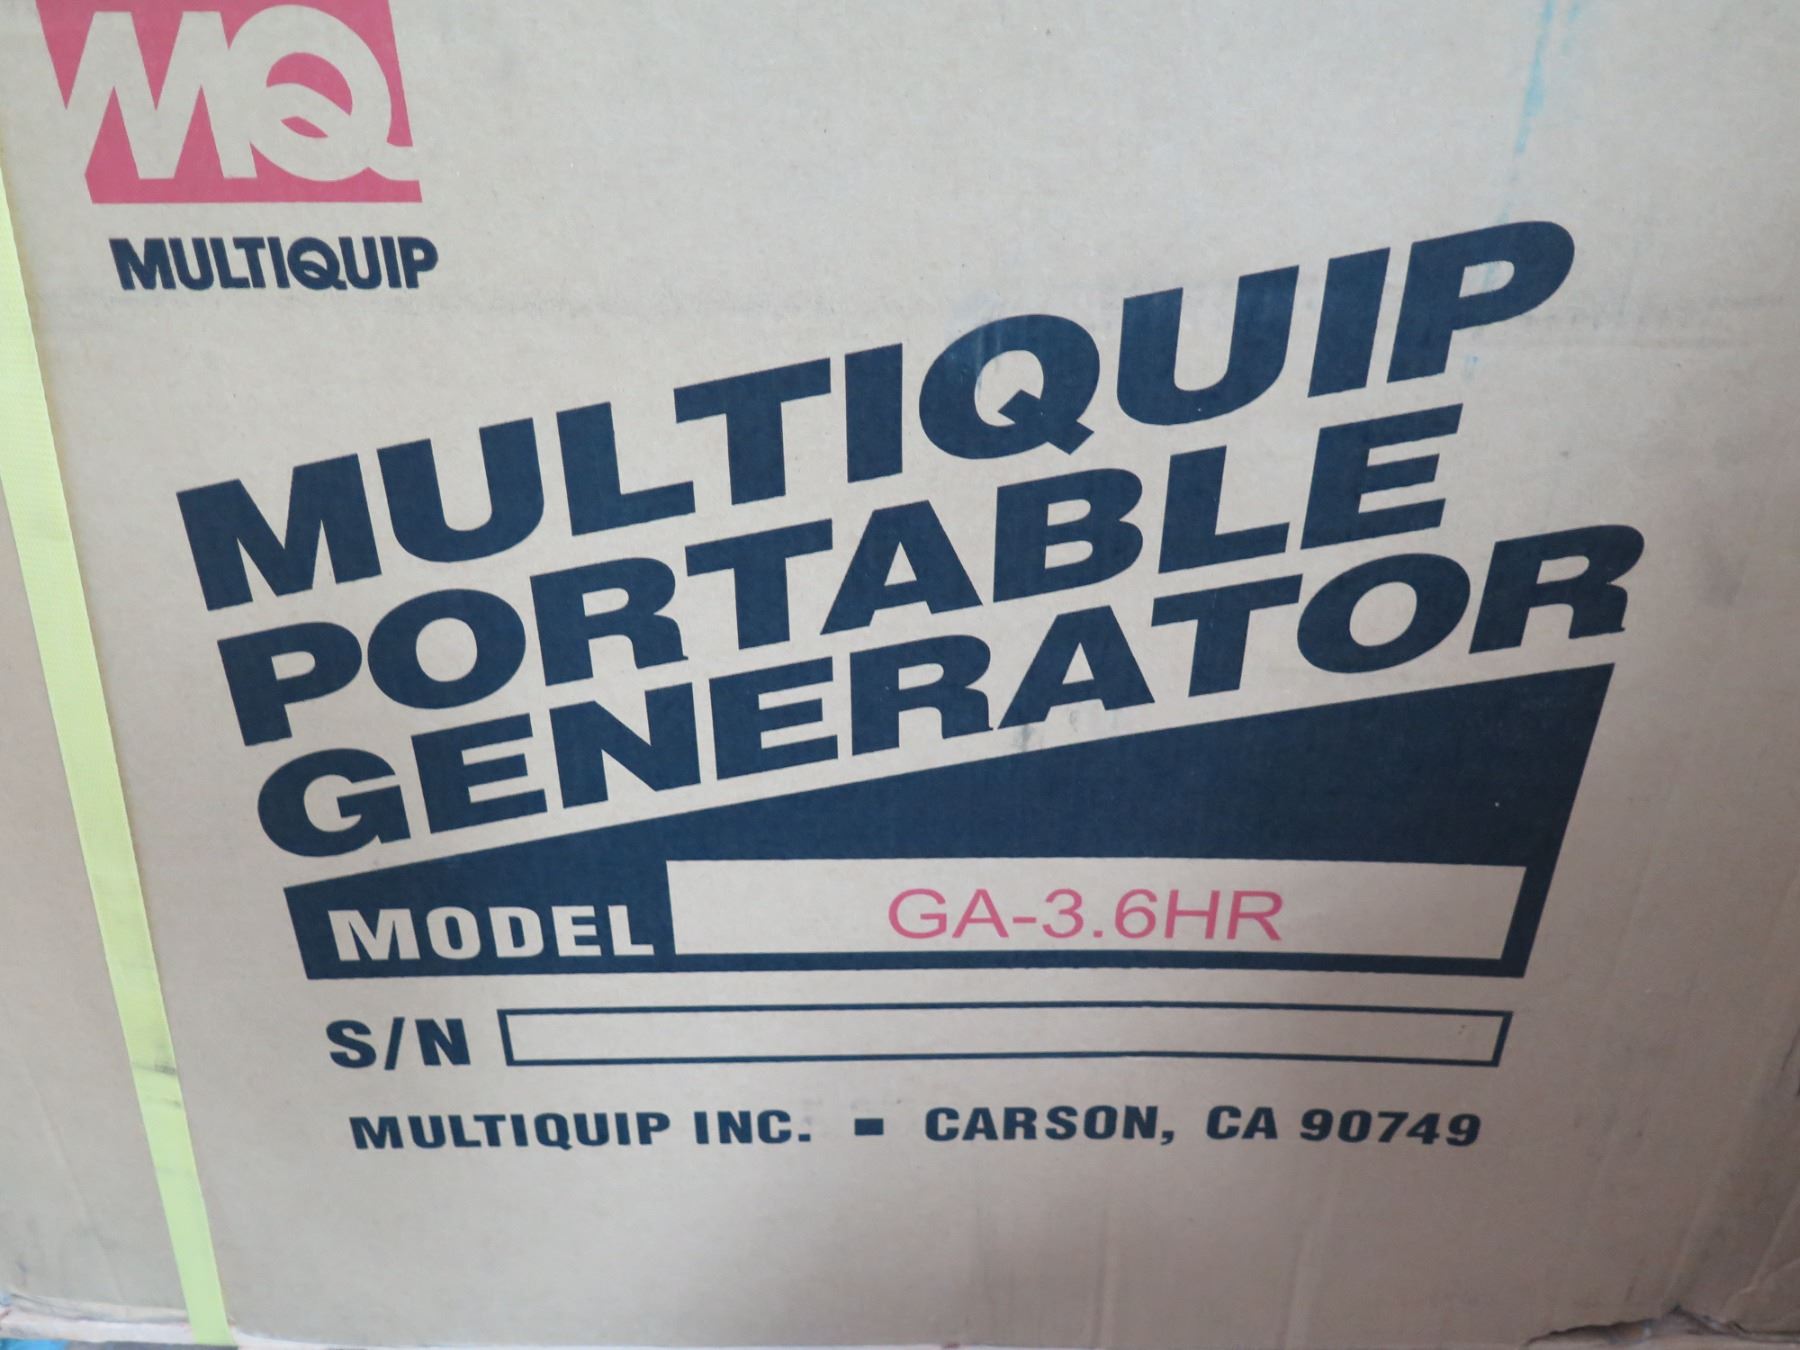 MQ
MULTIQUIP
MULTIQUIP
PORTABLE
GENERATOR
MODEL GA-3.6HR
S/N
MULTIQUIP INC. ▪ CARSON, CA 90749